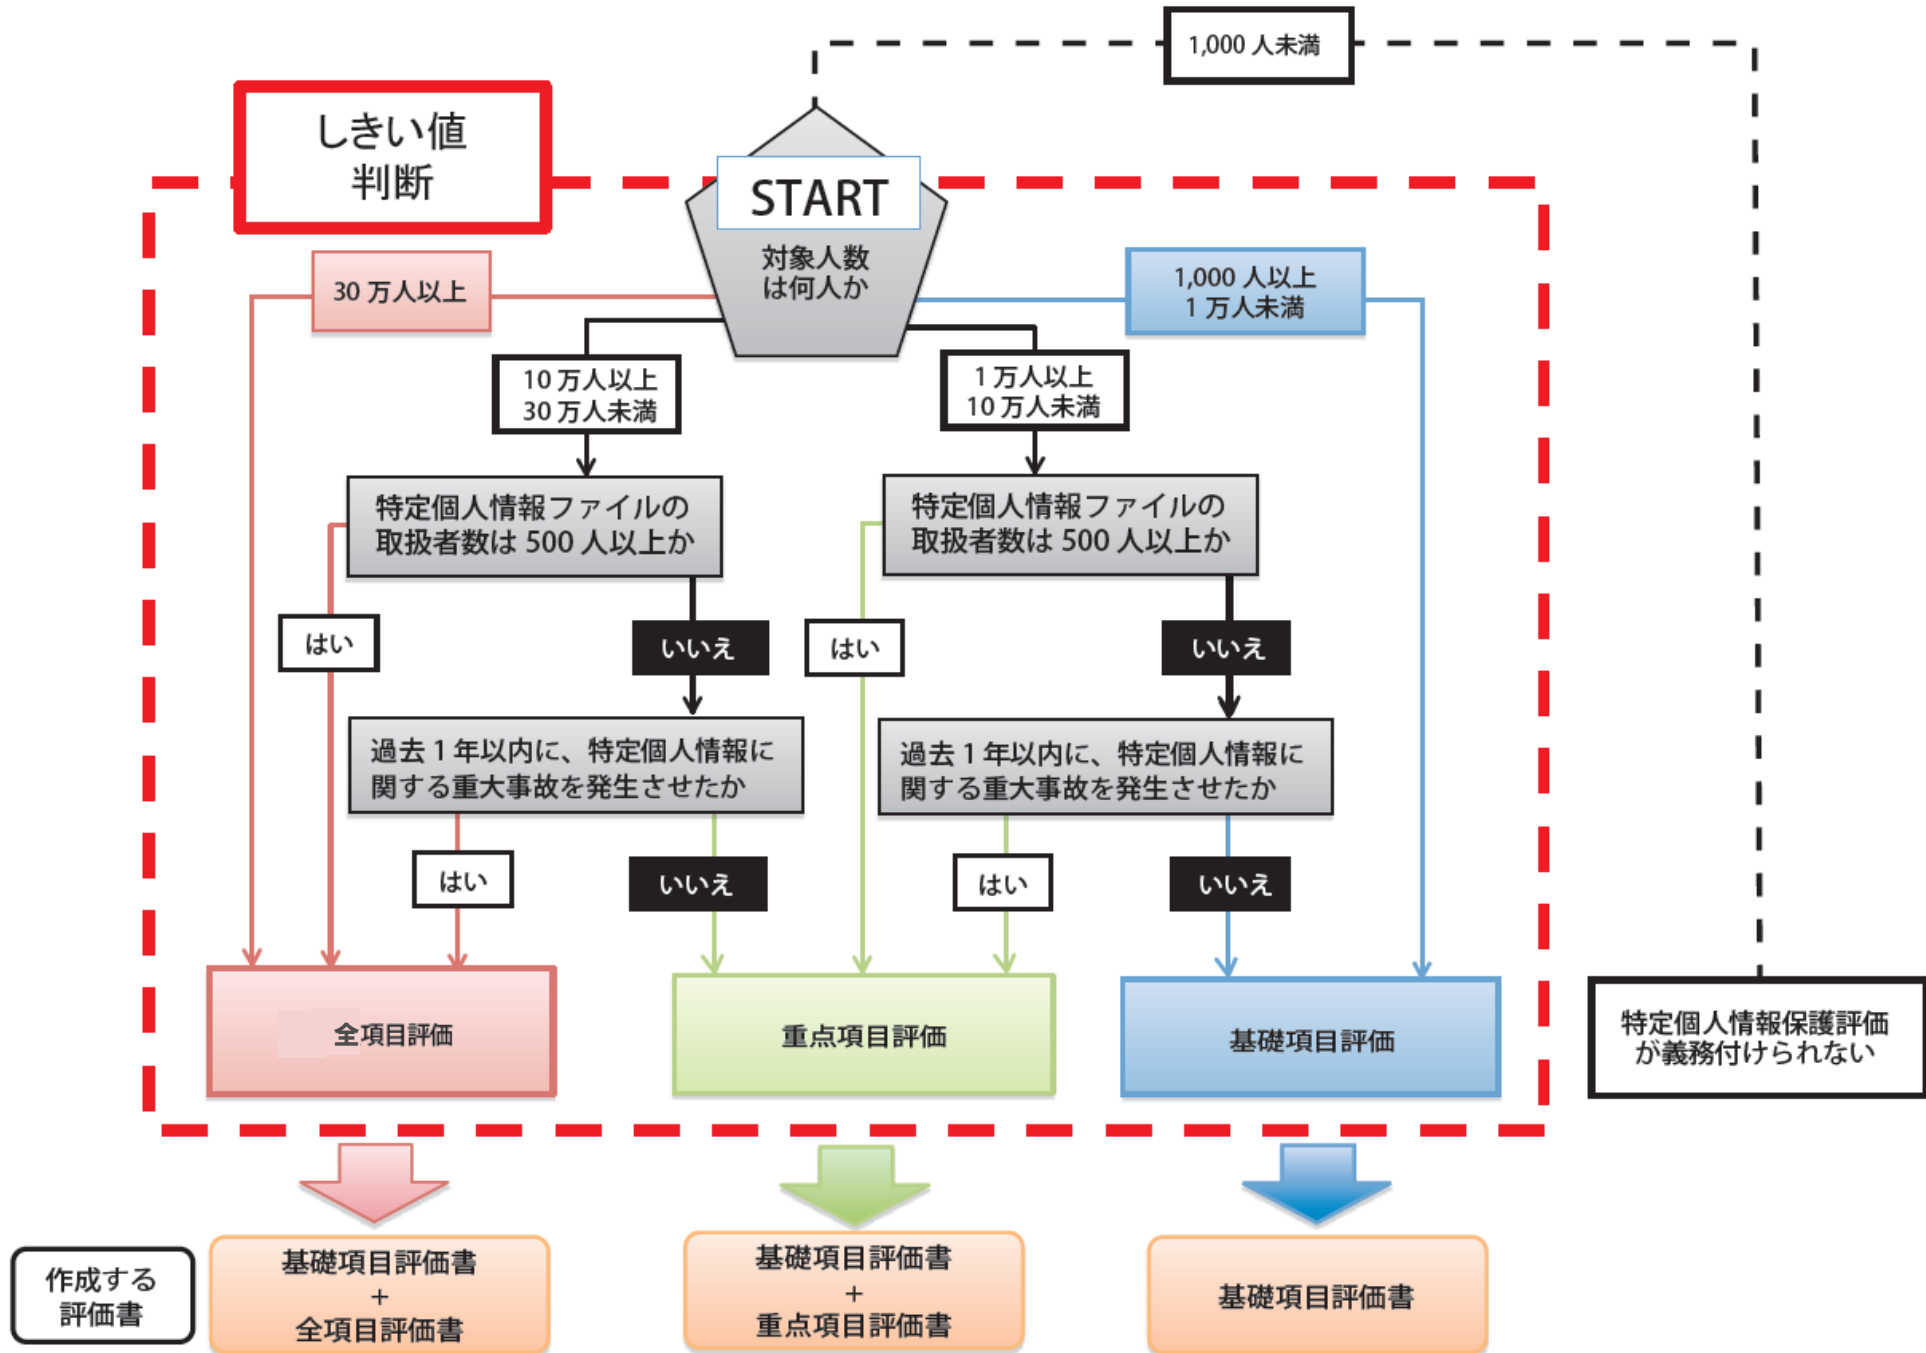 1,000 人未満
しきい値
判断
START
対象人数
は何人か
30 万人以上
1,000 人以上
1 万人未満
10 万人以上
30 万人未満
1 万人以上
10 万人未満
特定個人情報ファイルの
取扱者数は 500 人以上か
特定個人情報ファイルの
取扱者数は 500 人以上か
はい
いいえ
はい
いいえ
過去 1 年以内に、特定個人情報に
関する重大事故を発生させたか
過去 1 年以内に、特定個人情報に
関する重大事故を発生させたか
はい
いいえ
はい
いいえ
全項目評価
重点項目評価
基礎項目評価
特定個人情報保護評価
が義務付けられない
作成する
評価書
基礎項目評価書
+
全項目評価書
基礎項目評価書
+
重点項目評価書
基礎項目評価書